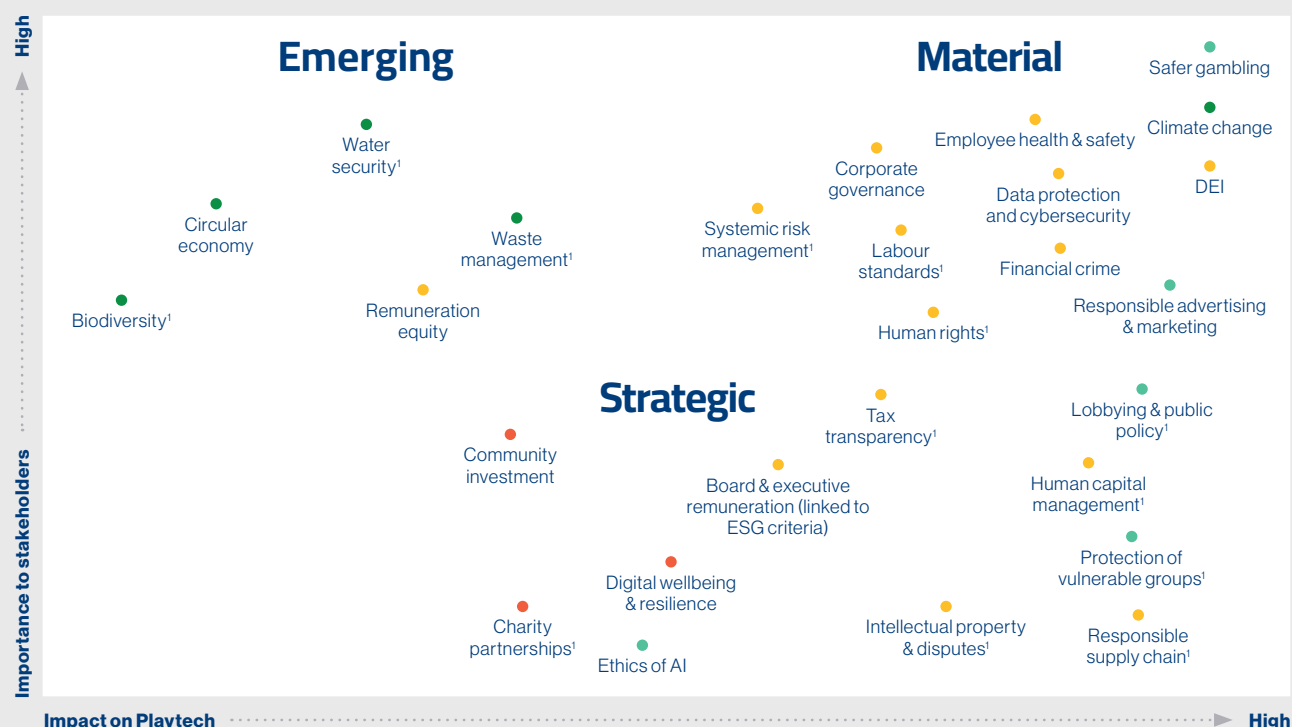 High
Emerging
Material
Safer gambling
Climate change
Water
security¹
Employee health & safety
Corporate
governance
DEI
Data protection
and cybersecurity
Circular
economy
Waste
management¹
Systemic risk
management¹
Labour
standards¹
Financial crime
Biodiversity¹
Remuneration
equity
Responsible advertising
& marketing
Human rights¹
Strategic
Tax
transparency¹
Lobbying & public
policy¹
Community
investment
Board & executive
remuneration (linked to
ESG criteria)
Human capital
management¹
Digital wellbeing
& resilience
Protection of
vulnerable groups¹
Charity
partnerships¹
Ethics of AI
Intellectual property
& disputes¹
Responsible
supply chain¹
Importance to stakeholders
Impact on Playtech
High